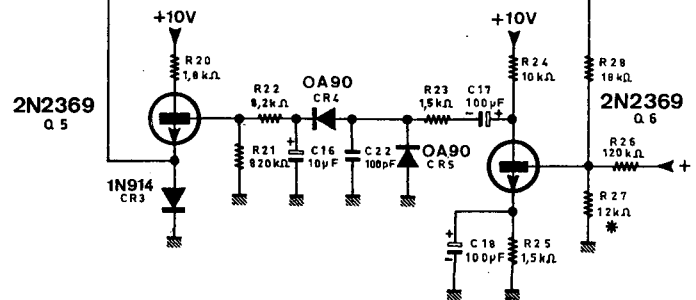 +10V
+10V
R20
1,8kΩ
R24
10kΩ
R28
18kΩ
OA90
CR4
R22
8,2kΩ
R23
1,5kΩ
C17
100µF
- +
2N2369
Q 5
2N2369
Q 6
R26
120kΩ
+
R21
820kΩ
+
C16
10µF
C22
100pF
OA90
CR5
1N914
CR3
R27
12kΩ
*
+
-
C18
100µF
R25
1,5kΩ